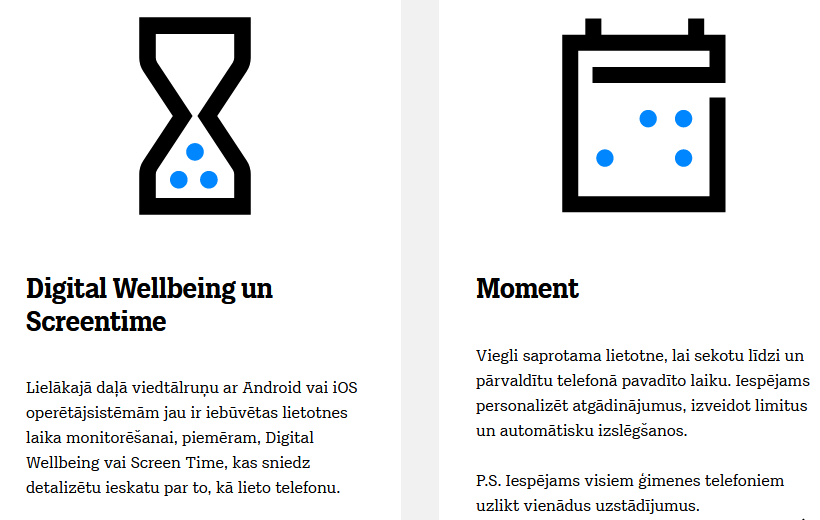 Digital Wellbeing un
Screentime
Lielākajā daļā viedtālruņu ar Android vai iOS
operētājsistēmām jau ir iebūvētas lietotnes
laika monitorēšanai, piemēram, Digital
Wellbeing vai Screen Time, kas sniedz
detalizētu ieskatu par to, kā lieto telefonu.
Moment
Viegli saprotama lietotne, lai sekotu līdzi un
pārvaldītu telefonā pavadīto laiku. Iespējams
personalizēt atgādinājumus, izveidot limitus
un automātisku izslēgšanos.
P.S. Iespējams visiem ģimenes telefoniem
uzlikt vienādus uzstādījumus.